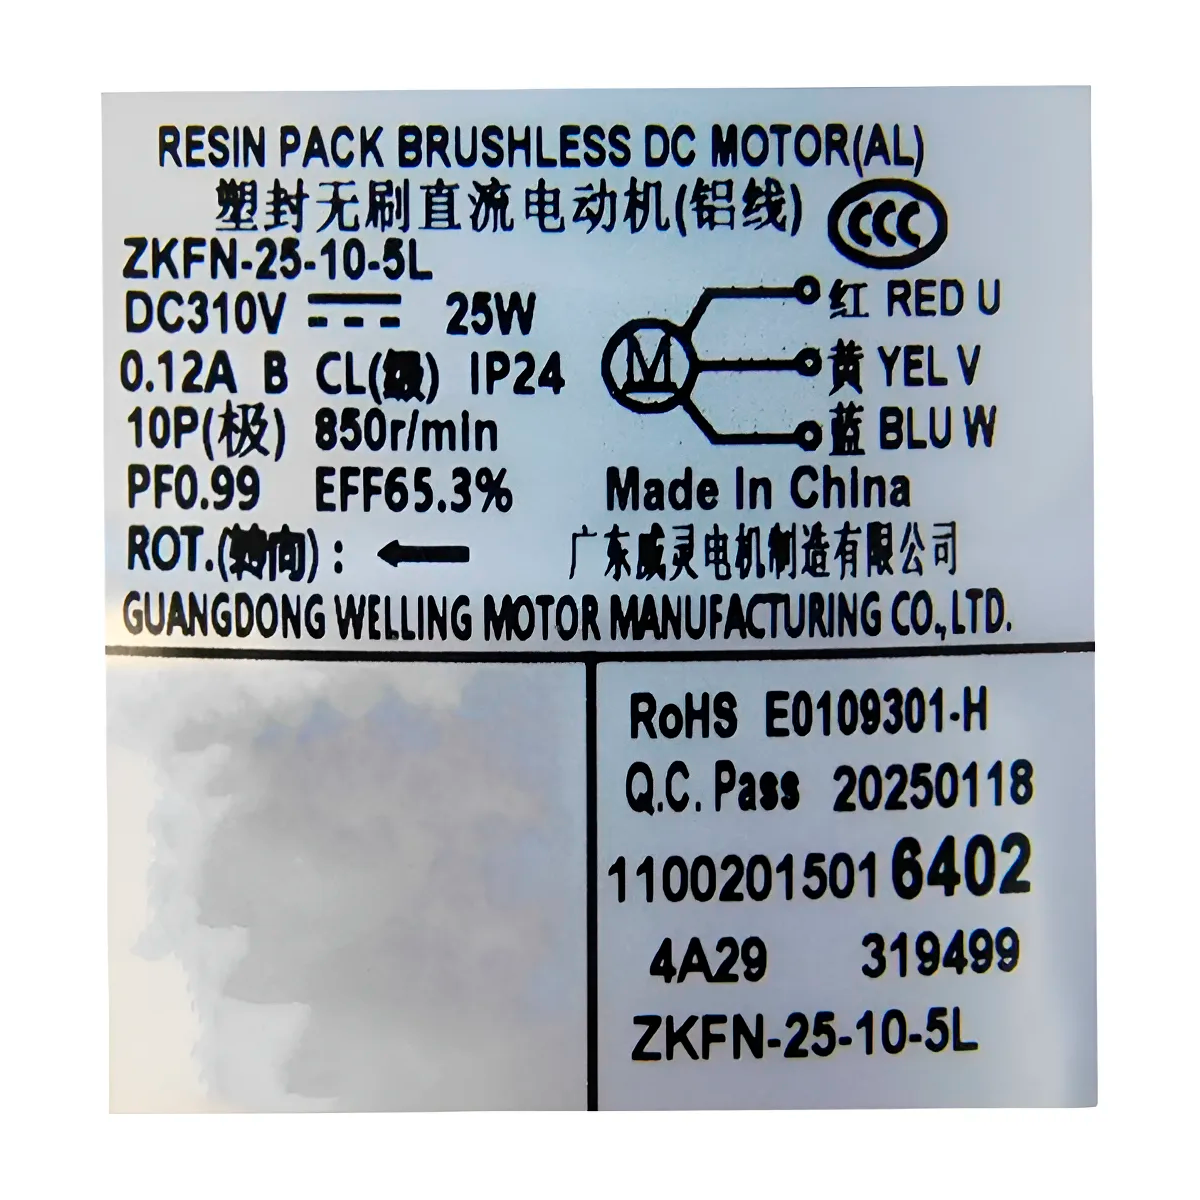 RESIN PACK BRUSHLESS DC MOTOR(AL)
塑封无刷直流电动机(铝线)
CCC
ZKFN-25-10-5L
DC310V 25W
0.12A B CL(级) IP24
10P(极) 850r/min
PF0.99 EFF65.3%
ROT.(转向):
M
红 RED U
黄 YEL V
蓝 BLU W
Made In China
广东威灵电机制造有限公司
GUANGDONG WELLING MOTOR MANUFACTURING CO.,LTD.
RoHS E0109301-H
Q.C. Pass 20250118
11002015016402
4A29 319499
ZKFN-25-10-5L